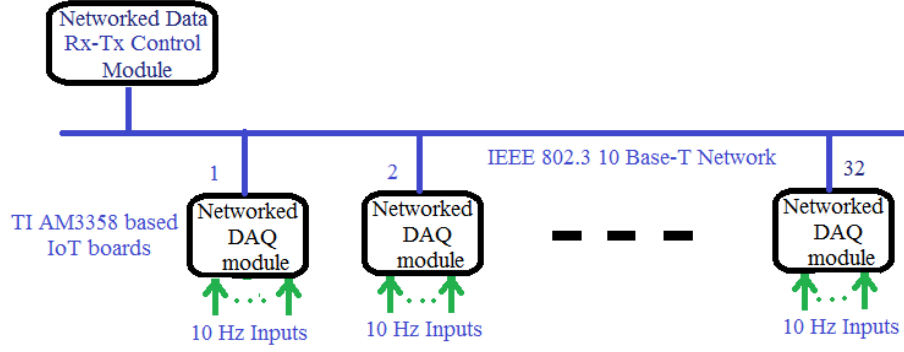 Networked Data
Rx-Tx Control
Module
IEEE 802.3 10 Base-T Network
1
2
32
TI AM3358 based
IoT boards
Networked
DAQ
module
Networked
DAQ
module
Networked
DAQ
module
10 Hz Inputs
10 Hz Inputs
10 Hz Inputs